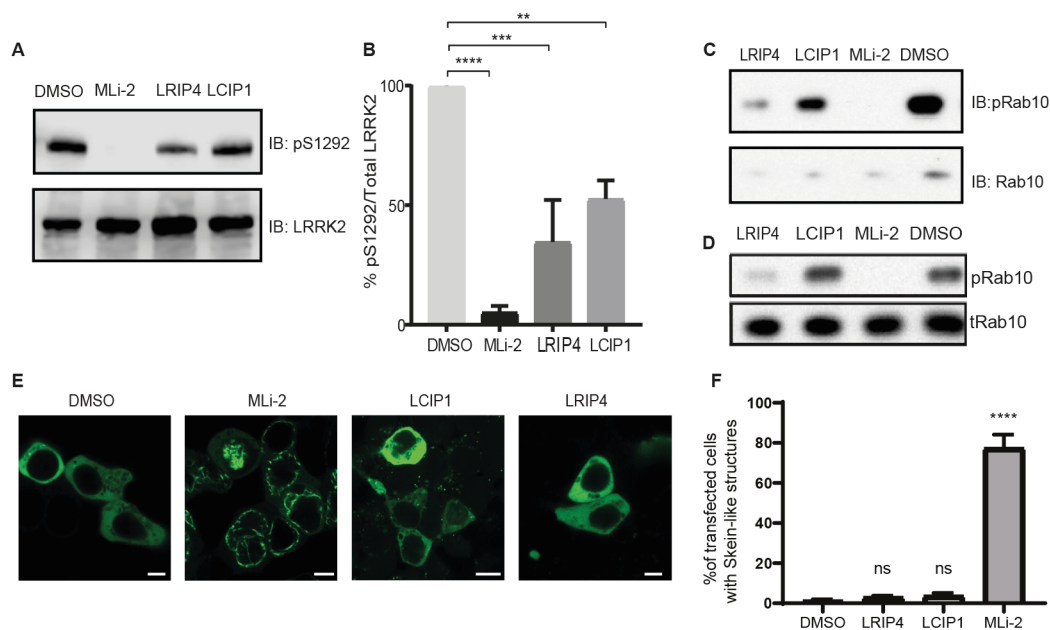 A
DMSO MLi-2 LRIP4 LCIP1
IB: pS1292
IB: LRRK2
B
**
***
****
% pS1292/Total LRRK2
100
50
0
DMSO MLi-2 LRIP4 LCIP1
C
LRIP4 LCIP1 MLi-2 DMSO
IB:pRab10
IB: Rab10
D
LRIP4 LCIP1 MLi-2 DMSO
pRab10
tRab10
E
DMSO MLi-2 LCIP1 LRIP4
F
%of transfected cells
with Skein-like structures
100
80
60
40
20
0
ns
ns
****
DMSO LRIP4 LCIP1 MLi-2